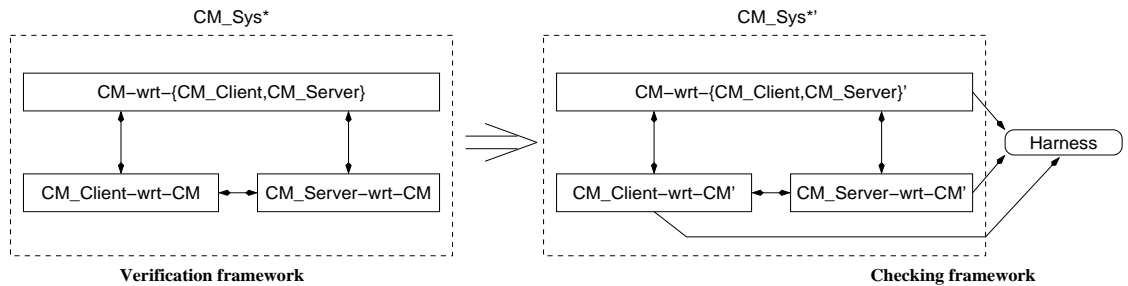 CM_Sys*
CM−wrt−{CM_Client,CM_Server}
CM_Client−wrt−CM
CM_Server−wrt−CM
Verification framework
CM_Sys*’
CM−wrt−{CM_Client,CM_Server}’
CM_Client−wrt−CM’
CM_Server−wrt−CM’
Harness
Checking framework